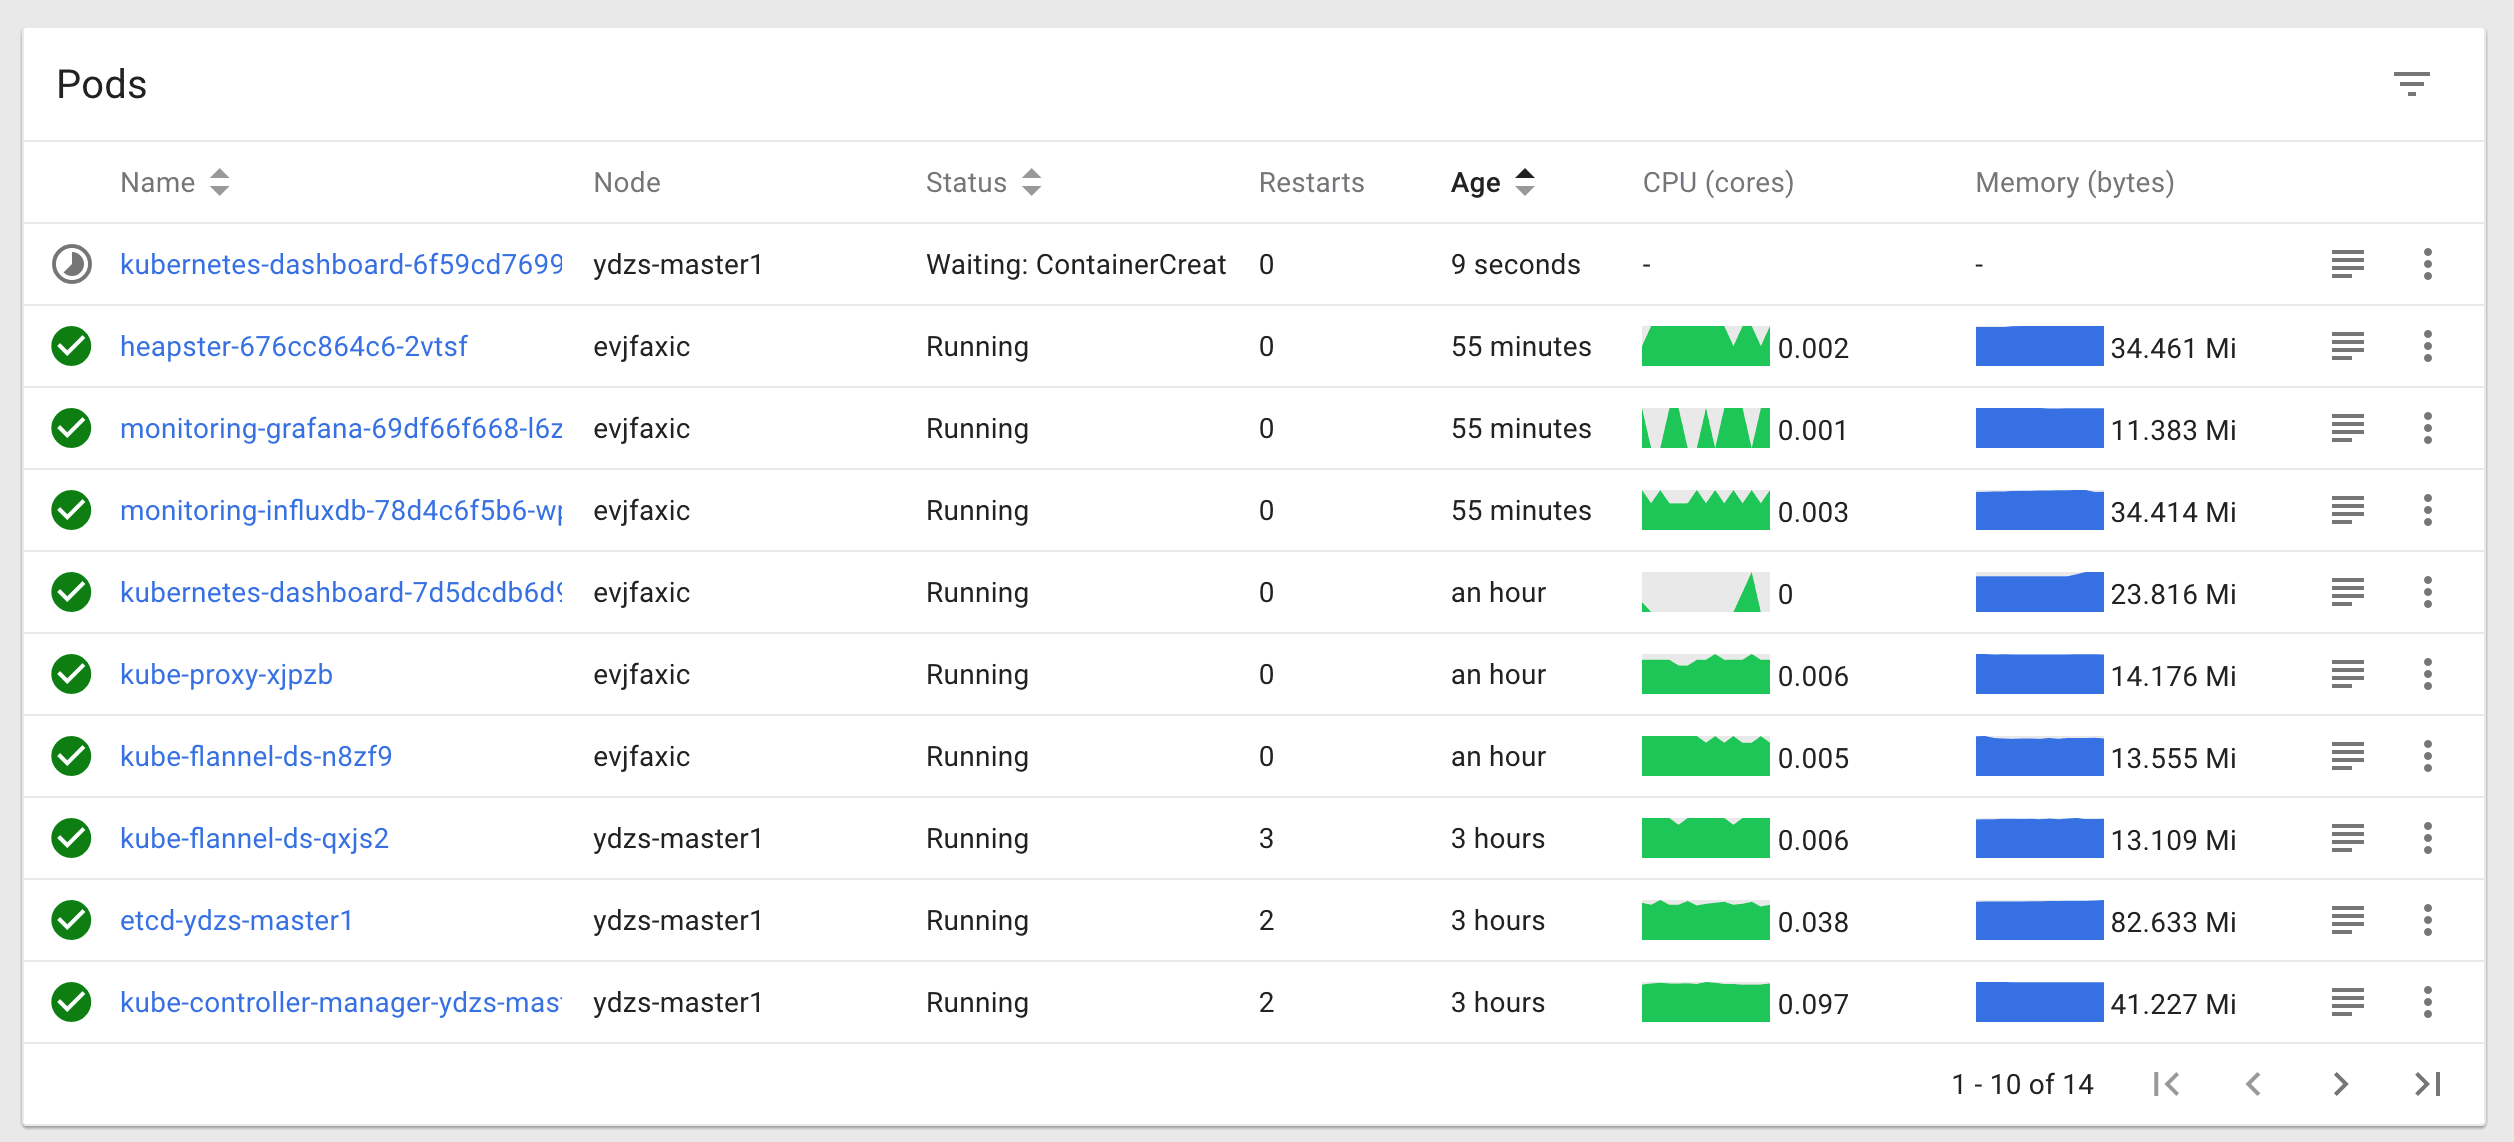 Pods
Name Node Status Restarts Age CPU (cores) Memory (bytes)
kubernetes-dashboard-6f59cd7699 ydzs-master1 Waiting: ContainerCreat 0 9 seconds - -
heapster-676cc864c6-2vtsf evjfaxic Running 0 55 minutes 0.002 34.461 Mi
monitoring-grafana-69df66f668-l6z evjfaxic Running 0 55 minutes 0.001 11.383 Mi
monitoring-influxdb-78d4c6f5b6-wp evjfaxic Running 0 55 minutes 0.003 34.414 Mi
kubernetes-dashboard-7d5dcdb6d9 evjfaxic Running 0 an hour 0 23.816 Mi
kube-proxy-xjpzb evjfaxic Running 0 an hour 0.006 14.176 Mi
kube-flannel-ds-n8zf9 evjfaxic Running 0 an hour 0.005 13.555 Mi
kube-flannel-ds-qxjs2 ydzs-master1 Running 3 3 hours 0.006 13.109 Mi
etcd-ydzs-master1 ydzs-master1 Running 2 3 hours 0.038 82.633 Mi
kube-controller-manager-ydzs-mas ydzs-master1 Running 2 3 hours 0.097 41.227 Mi
1 - 10 of 14